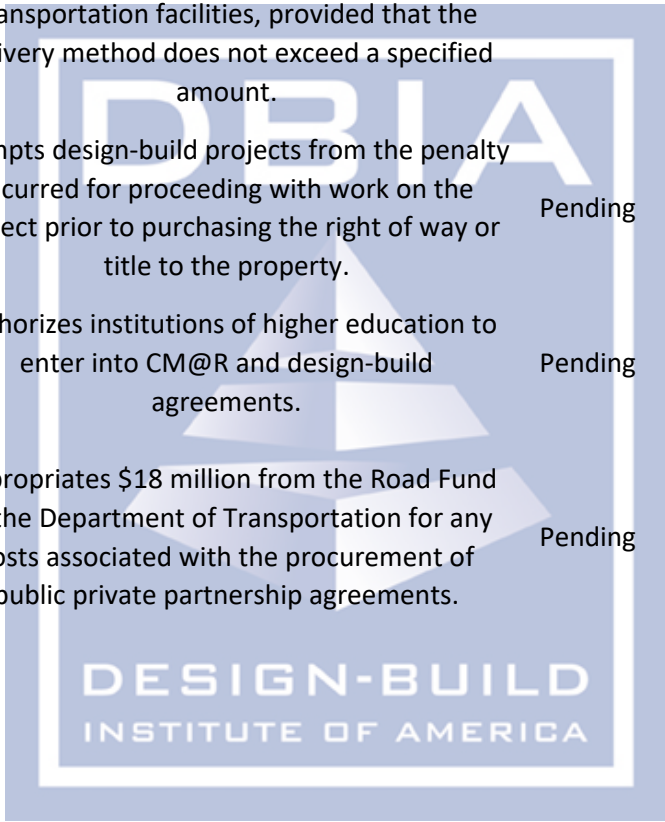 ansportation facilities, provided that the
ivery method does not exceed a specified
amount.
DBIA
npts design-build projects from the penalty
curred for proceeding with work on the
ect prior to purchasing the right of way or
title to the property.
Pending
horizes institutions of higher education to
enter into CM@R and design-build
agreements.
Pending
propriates $18 million from the Road Fund
the Department of Transportation for any
osts associated with the procurement of
public private partnership agreements.
Pending
DESIGN-BUILD
INSTITUTE OF AMERICA